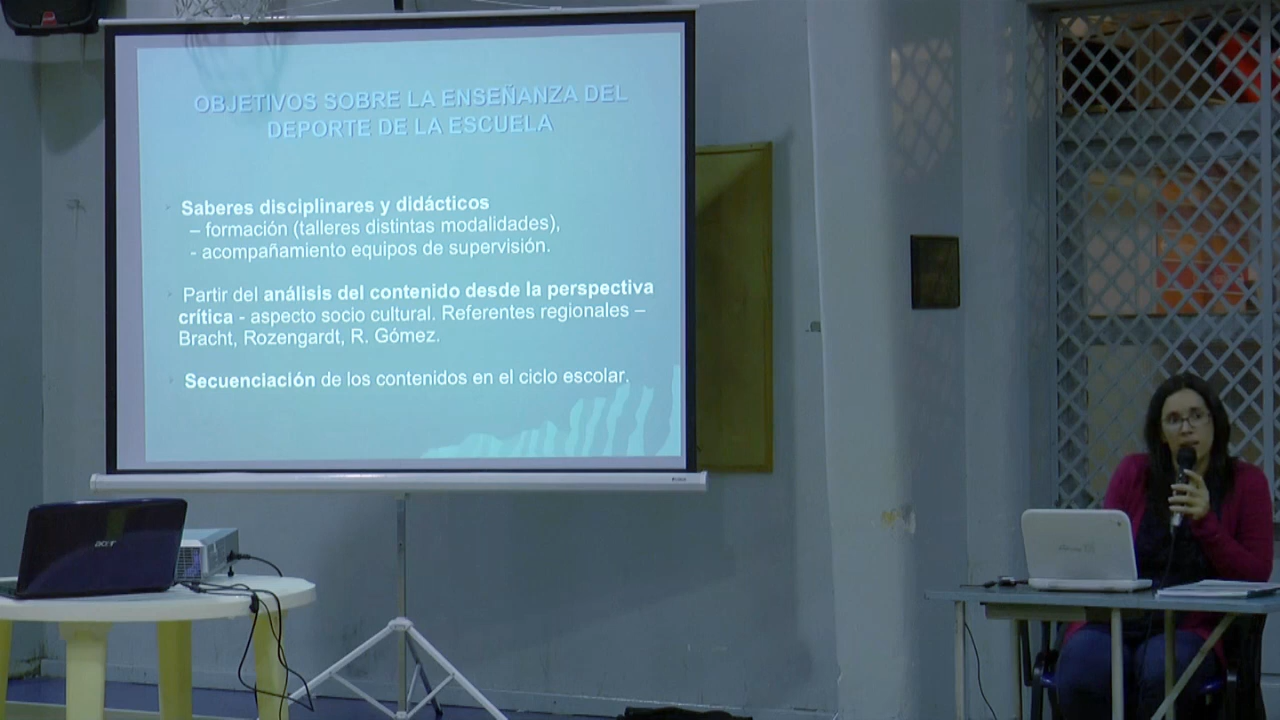 OBJETIVOS SOBRE LA ENSEÑANZA DEL
DEPORTE DE LA ESCUELA
Saberes disciplinares y didácticos
– formación (talleres distintas modalidades),
- acompañamiento equipos de supervisión.
Partir del análisis del contenido desde la perspectiva
crítica - aspecto socio cultural. Referentes regionales –
Bracht, Rozengardt, R. Gómez.
Secuenciación de los contenidos en el ciclo escolar.
acer